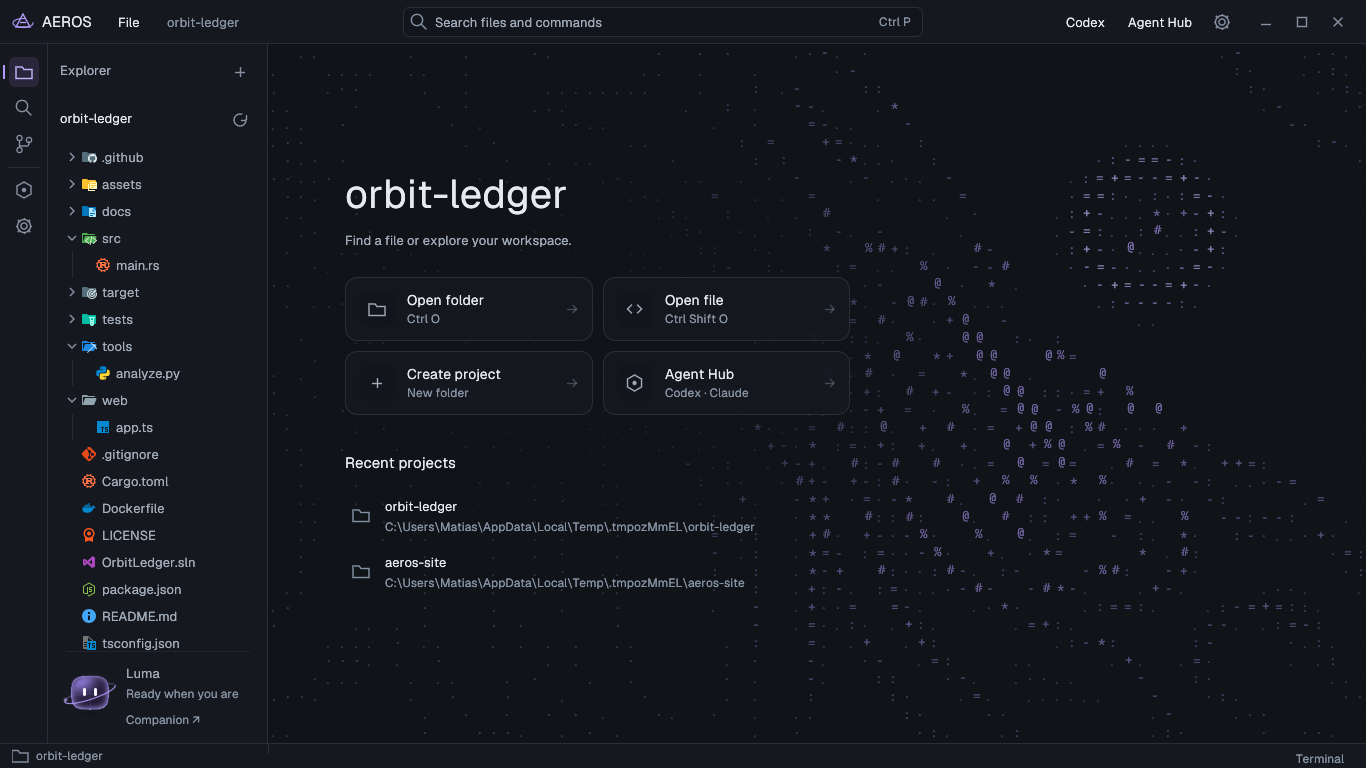 AEROS
File
orbit-ledger
Search files and commands
Ctrl P
Codex
Agent Hub
Explorer
orbit-ledger
.github
assets
docs
src
main.rs
target
tests
tools
analyze.py
web
app.ts
.gitignore
Cargo.toml
Dockerfile
LICENSE
OrbitLedger.sln
package.json
README.md
tsconfig.json
Luma
Ready when you are
Companion ↗
orbit-ledger
Find a file or explore your workspace.
Open folder
Ctrl O
Open file
Ctrl Shift O
Create project
New folder
Agent Hub
Codex · Claude
Recent projects
orbit-ledger
C:\Users\Matias\AppData\Local\Temp\.tmpozMmEL\orbit-ledger
aeros-site
C:\Users\Matias\AppData\Local\Temp\.tmpozMmEL\aeros-site
orbit-ledger
Terminal